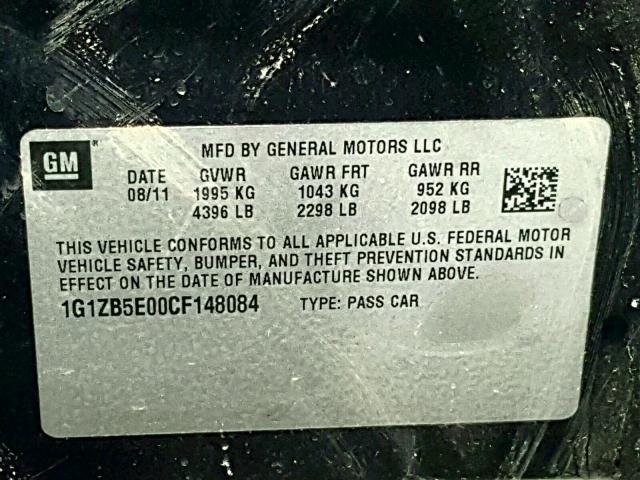 GM ® MFD BY GENERAL MOTORS LLC
DATE GVWR GAWR FRT GAWR RR
08/11 1995 KG 1043 KG 952 KG
4396 LB 2298 LB 2098 LB
THIS VEHICLE CONFORMS TO ALL APPLICABLE U.S. FEDERAL MOTOR
VEHICLE SAFETY, BUMPER, AND THEFT PREVENTION STANDARDS IN
EFFECT ON THE DATE OF MANUFACTURE SHOWN ABOVE.
1G1ZB5E00CF148084 TYPE: PASS CAR